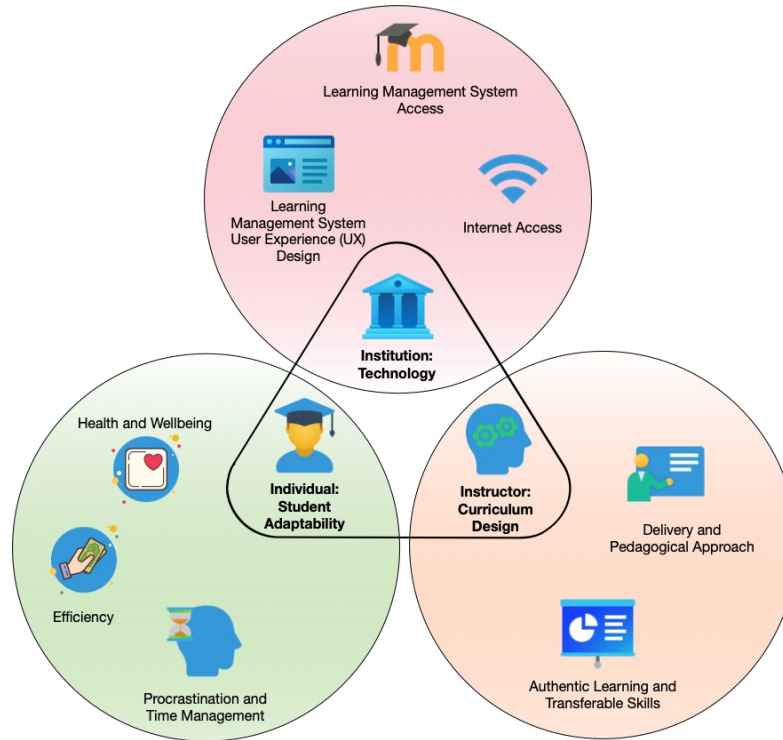 m
Learning Management System
Access
Learning
Management System
User Experience (UX)
Design
Internet Access
Institution:
Technology
Health and Wellbeing
Individual:
Student
Adaptability
Efficiency
Procrastination and
Time Management
Instructor:
Curriculum
Design
Delivery and
Pedagogical Approach
Authentic Learning and
Transferable Skills